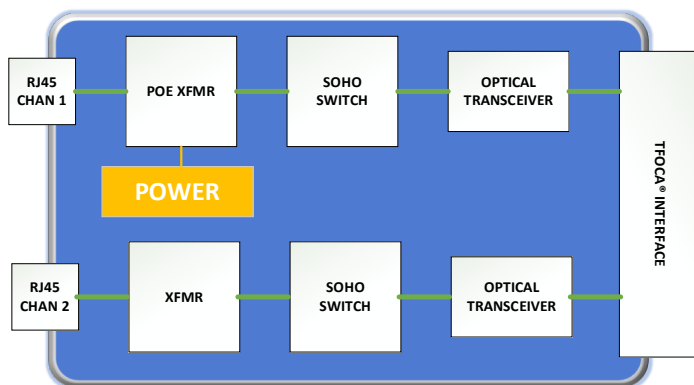 RJ45
CHAN 1
POE XFMR
SOHO
SWITCH
OPTICAL
TRANSCEIVER
TFOCA® INTERFACE
POWER
RJ45
CHAN 2
XFMR
SOHO
SWITCH
OPTICAL
TRANSCEIVER